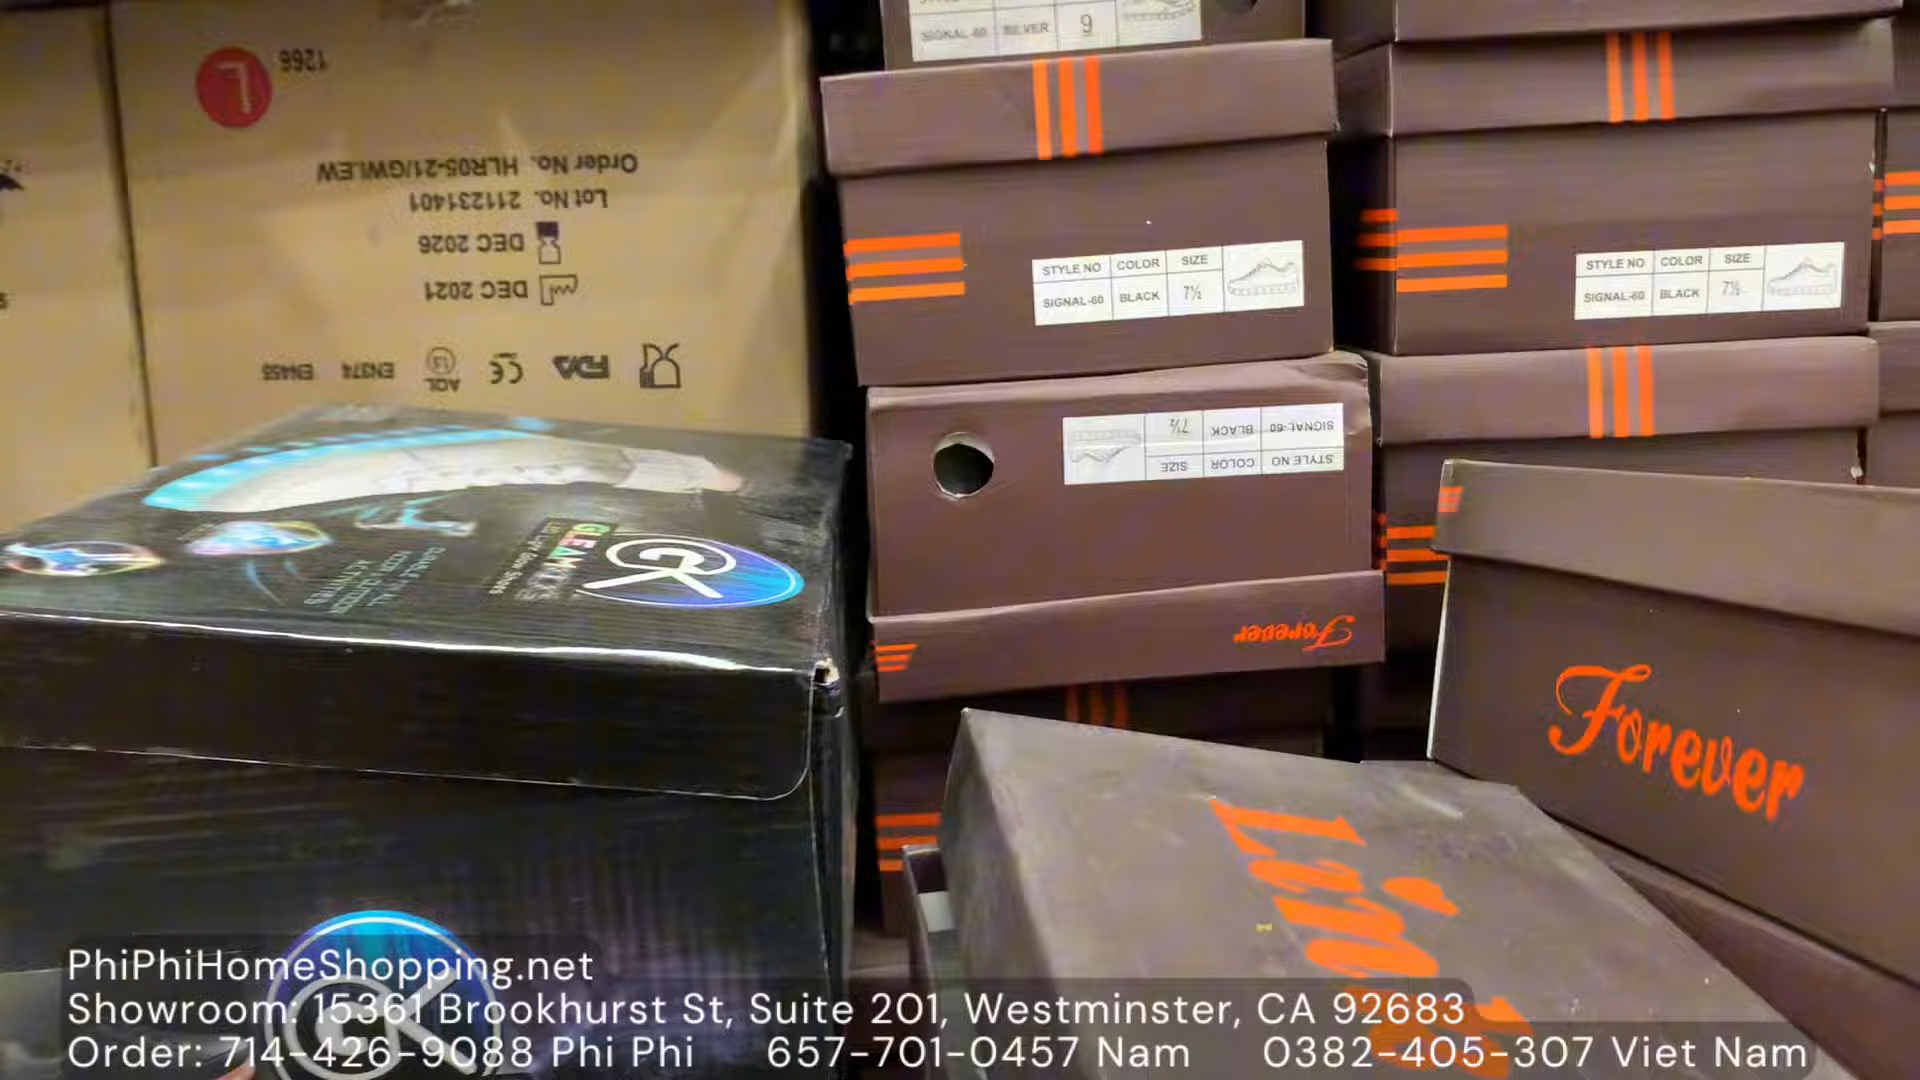 SIGNAL-60 SILVER 9
L
1266
Order No. HLR05-21/GWLEW
Lot No. 211231401
DEC 2026
DEC 2021
EN455 EN374 AQL 1.5 CE FDA
STYLE NO COLOR SIZE
SIGNAL-60 BLACK 7½
STYLE NO COLOR SIZE
SIGNAL-60 BLACK 7½
STYLE NO COLOR SIZE
SIGNAL-60 BLACK 7½
GK
GLEAMKICKS
Forever
Forever
GK
PhiPhiHomeShopping.net
Showroom: 15361 Brookhurst St, Suite 201, Westminster, CA 92683
Order: 714-426-9088 Phi Phi 657-701-0457 Nam 0382-405-307 Viet Nam